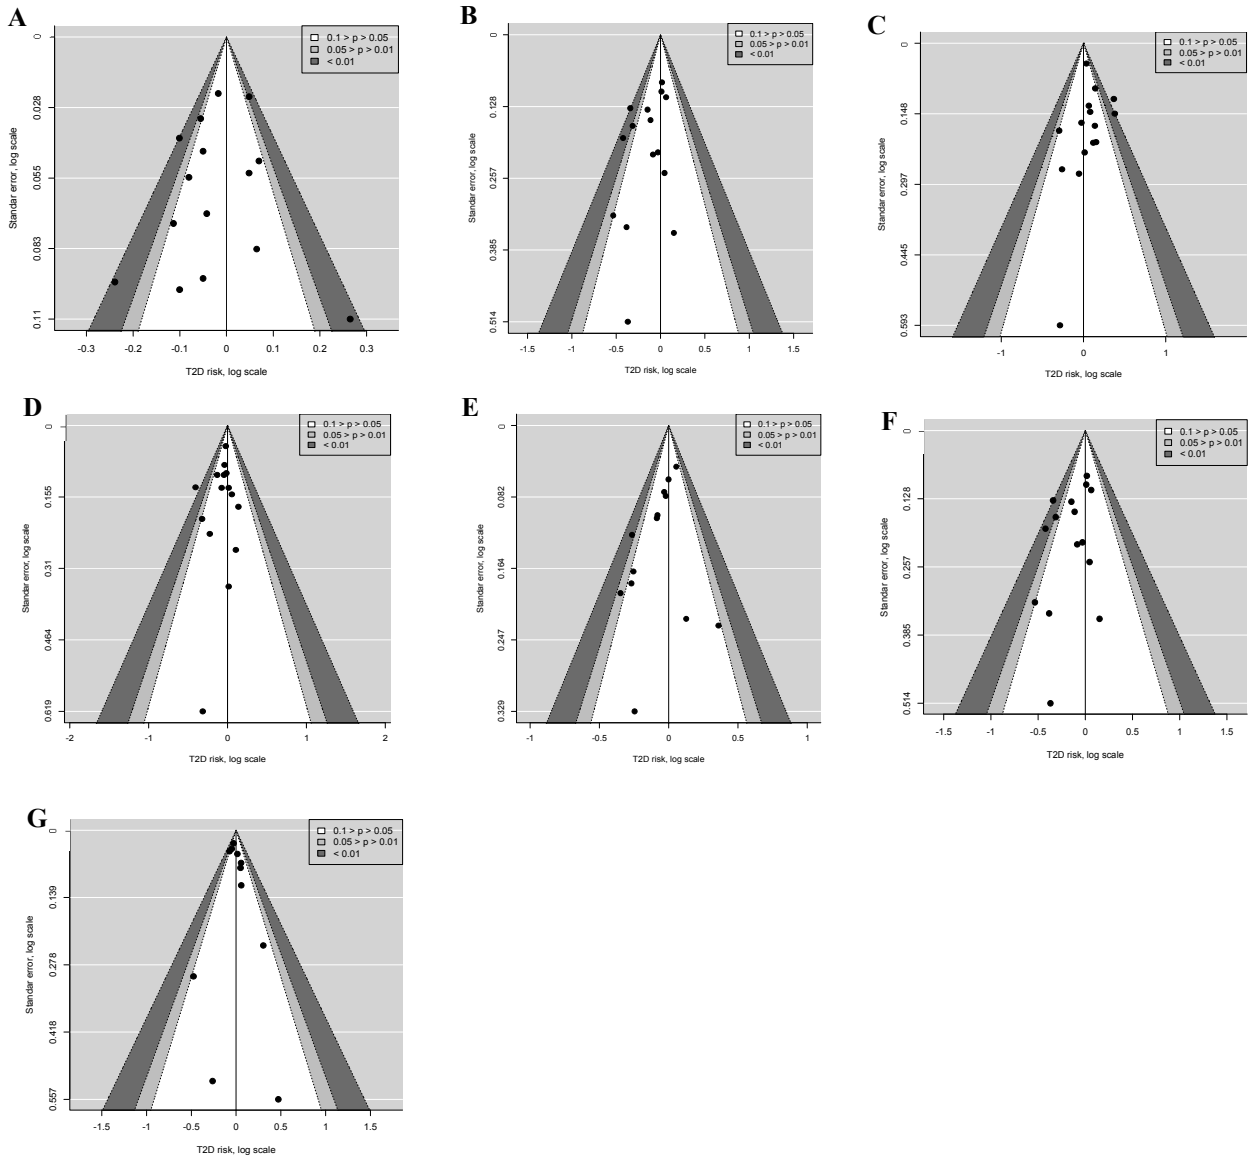 A
0.1 > p > 0.05
0.05 > p > 0.01
< 0.01
Standar error, log scale
0
0.028
0.055
0.083
0.11
-0.3
-0.2
-0.1
0
0.1
0.2
0.3
T2D risk, log scale
B
0.1 > p > 0.05
0.05 > p > 0.01
< 0.01
Standar error, log scale
0
0.128
0.257
0.385
0.514
-1.5
-1
-0.5
0
0.5
1
1.5
T2D risk, log scale
C
0.1 > p > 0.05
0.05 > p > 0.01
< 0.01
Standar error, log scale
0
0.148
0.297
0.445
0.593
-1
0
1
T2D risk, log scale
D
0.1 > p > 0.05
0.05 > p > 0.01
< 0.01
Standar error, log scale
0
0.155
0.31
0.464
0.619
-2
-1
0
1
2
T2D risk, log scale
E
0.1 > p > 0.05
0.05 > p > 0.01
< 0.01
Standar error, log scale
0
0.082
0.164
0.247
0.329
-1
-0.5
0
0.5
1
T2D risk, log scale
F
0.1 > p > 0.05
0.05 > p > 0.01
< 0.01
Standar error, log scale
0
0.128
0.257
0.385
0.514
-1.5
-1
-0.5
0
0.5
1
1.5
T2D risk, log scale
G
0.1 > p > 0.05
0.05 > p > 0.01
< 0.01
Standar error, log scale
0
0.139
0.278
0.418
0.557
-1.5
-1
-0.5
0
0.5
1
1.5
T2D risk, log scale